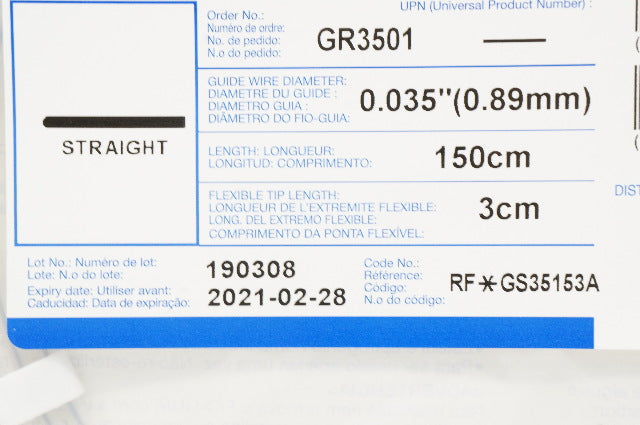 UPN (Universal Product Number) :
Order No.:
Numéro de ordre:
No. de pedido:
N.o do pedido:
GR3501
GUIDE WIRE DIAMETER:
DIAMETRE DU GUIDE :
DIAMETRO GUIA :
DIÂMETRO DO FIO-GUIA:
0.035"(0.89mm)
STRAIGHT
LENGTH: LONGUEUR:
LONGITUD: COMPRIMENTO:
150cm
DIST
FLEXIBLE TIP LENGTH:
LONGUEUR DE L'EXTREMITE FLEXIBLE:
LONG. DEL EXTREMO FLEXIBLE:
COMPRIMENTO DA PONTA FLEXÍVEL:
3cm
Lot No.: Numéro de lot:
Lote: N.o do lote:
190308
Expiry date: Utiliser avant:
Caducidad: Data de expiração:
2021-02-28
Code No.:
Référence:
Código:
N.o do código:
RF*GS35153A